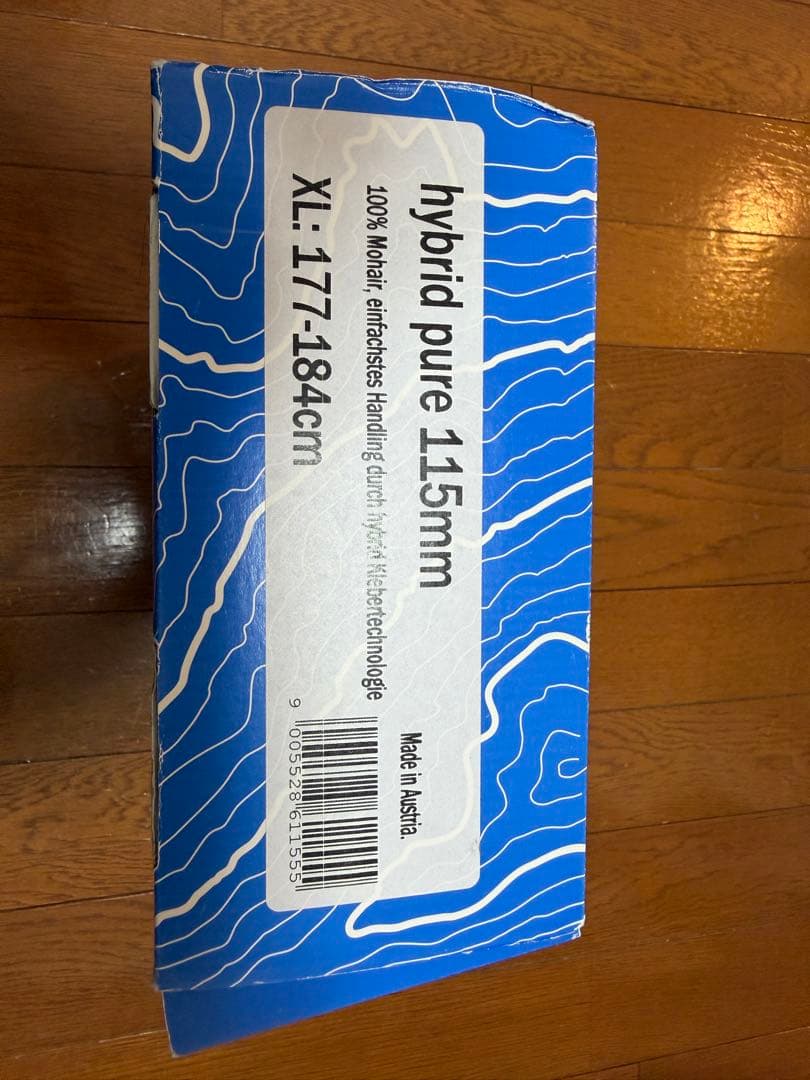 hybrid pure 115mm
100% Mohair, einfachstes Handling durch hybrid Klebertechnologie
XL: 177-184cm
Made in Austria.
9 005528 611555